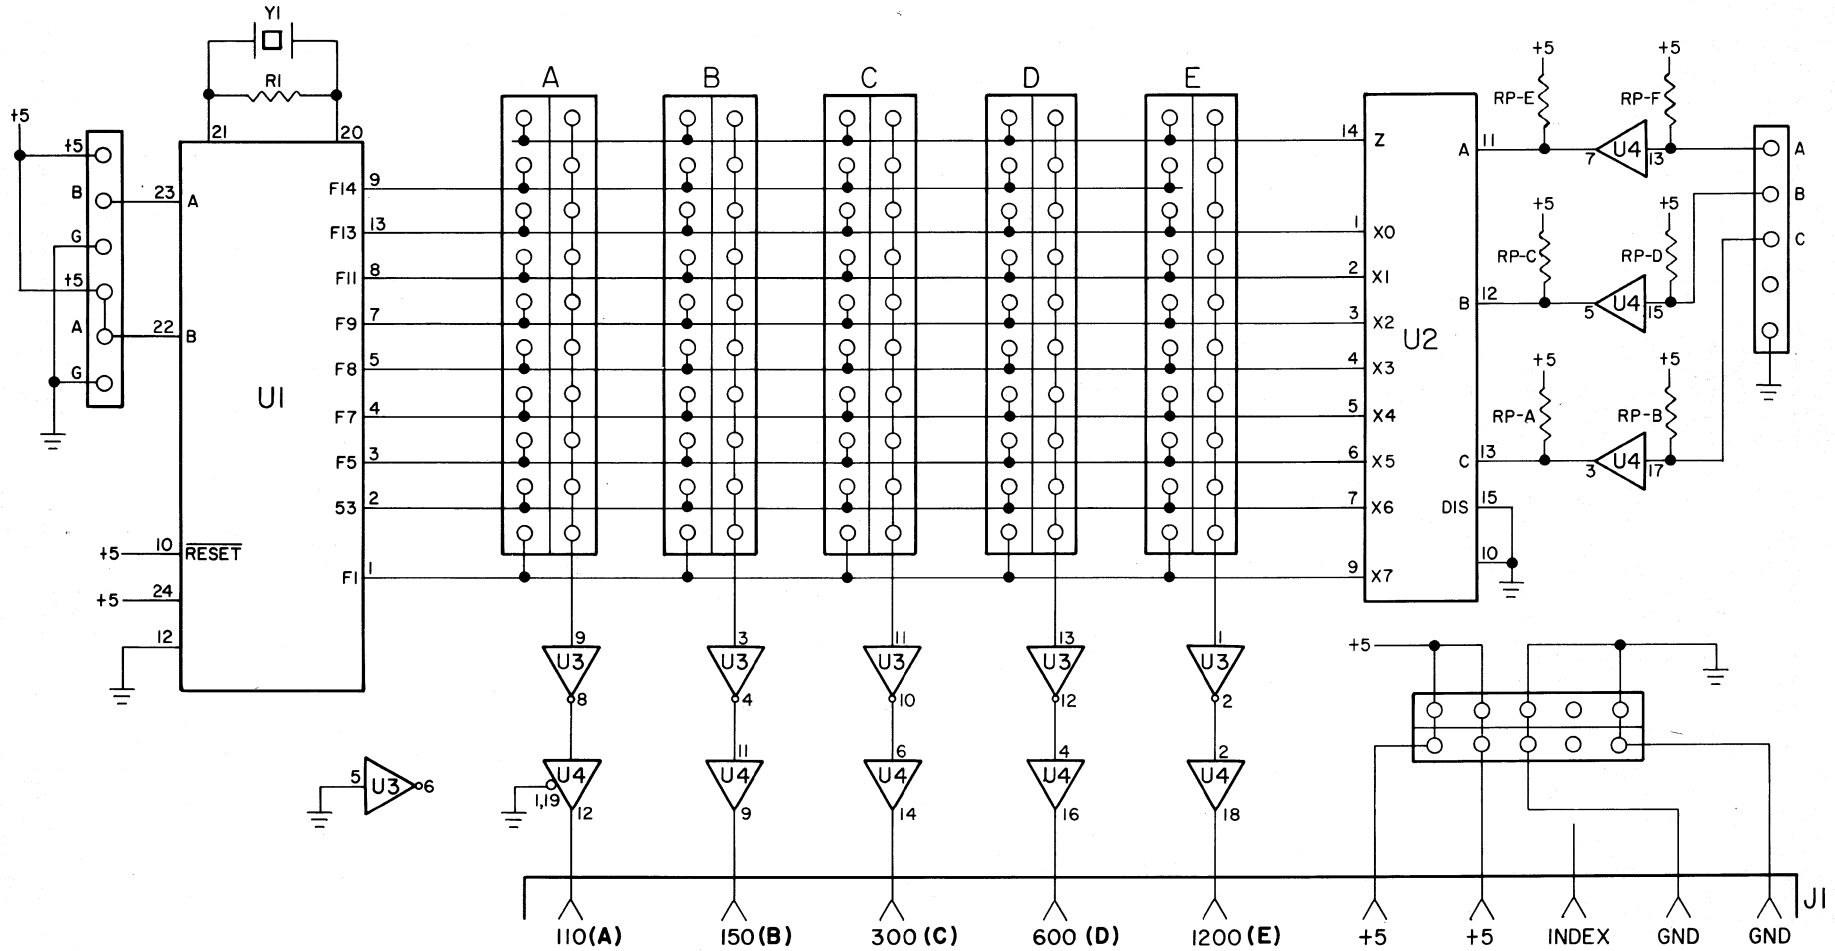 Y1
R1
A B C D E
+5 +5 +5
21 20
+5
RP-E RP-F
+5
14 Z
A 11
7 U4 13
A
B
23 A
F14 9
B
+5 +5
G
F13 13
1 X0
C
RP-C RP-D
+5
F11 8
2 X1
B 12
5 U4 15
A
22 B
F9 7
3 X2
U2
G
F8 5
4 X3
+5 +5
U1
F7 4
5 X4
RP-A RP-B
F5 3
6 X5
C 13
3 U4 17
53 2
7 X6
DIS 15
+5 10 RESET
10
F1 1
9 X7
+5 24
12
9 3 11 13 1
U3 U3 U3 U3 U3
8 4 10 12 2
+5
11 6 4 2
U4 U4 U4 U4 U4
5 U3 6
1,19
12 9 14 16 18
J1
110(A) 150(B) 300(C) 600(D) 1200(E) +5 +5 INDEX GND GND